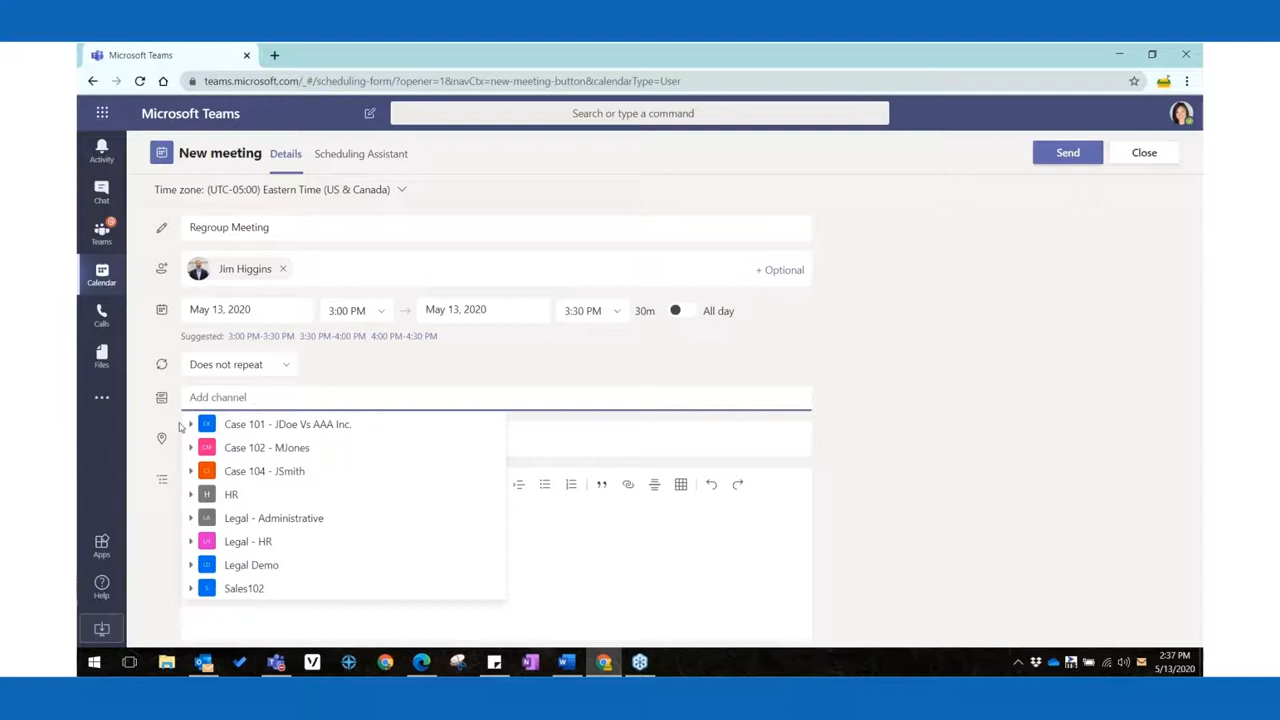 Microsoft Teams
teams.microsoft.com/_#/scheduling-form/?opener=1&navCtx=new-meeting-button&calendarType=User
Microsoft Teams
Search or type a command
Activity
Chat
Teams
Calendar
Calls
Files
Apps
Help
New meeting Details Scheduling Assistant Send Close
Time zone: (UTC-05:00) Eastern Time (US & Canada)
Regroup Meeting
Jim Higgins + Optional
May 13, 2020 3:00 PM May 13, 2020 3:30 PM 30m All day
Suggested: 3:00 PM-3:30 PM 3:30 PM-4:00 PM 4:00 PM-4:30 PM
Does not repeat
Add channel
Case 101 - JDoe Vs AAA Inc.
CM Case 102 - MJones
Case 104 - JSmith
H HR
LA Legal - Administrative
LH Legal - HR
LD Legal Demo
S Sales102
2:37 PM
5/13/2020